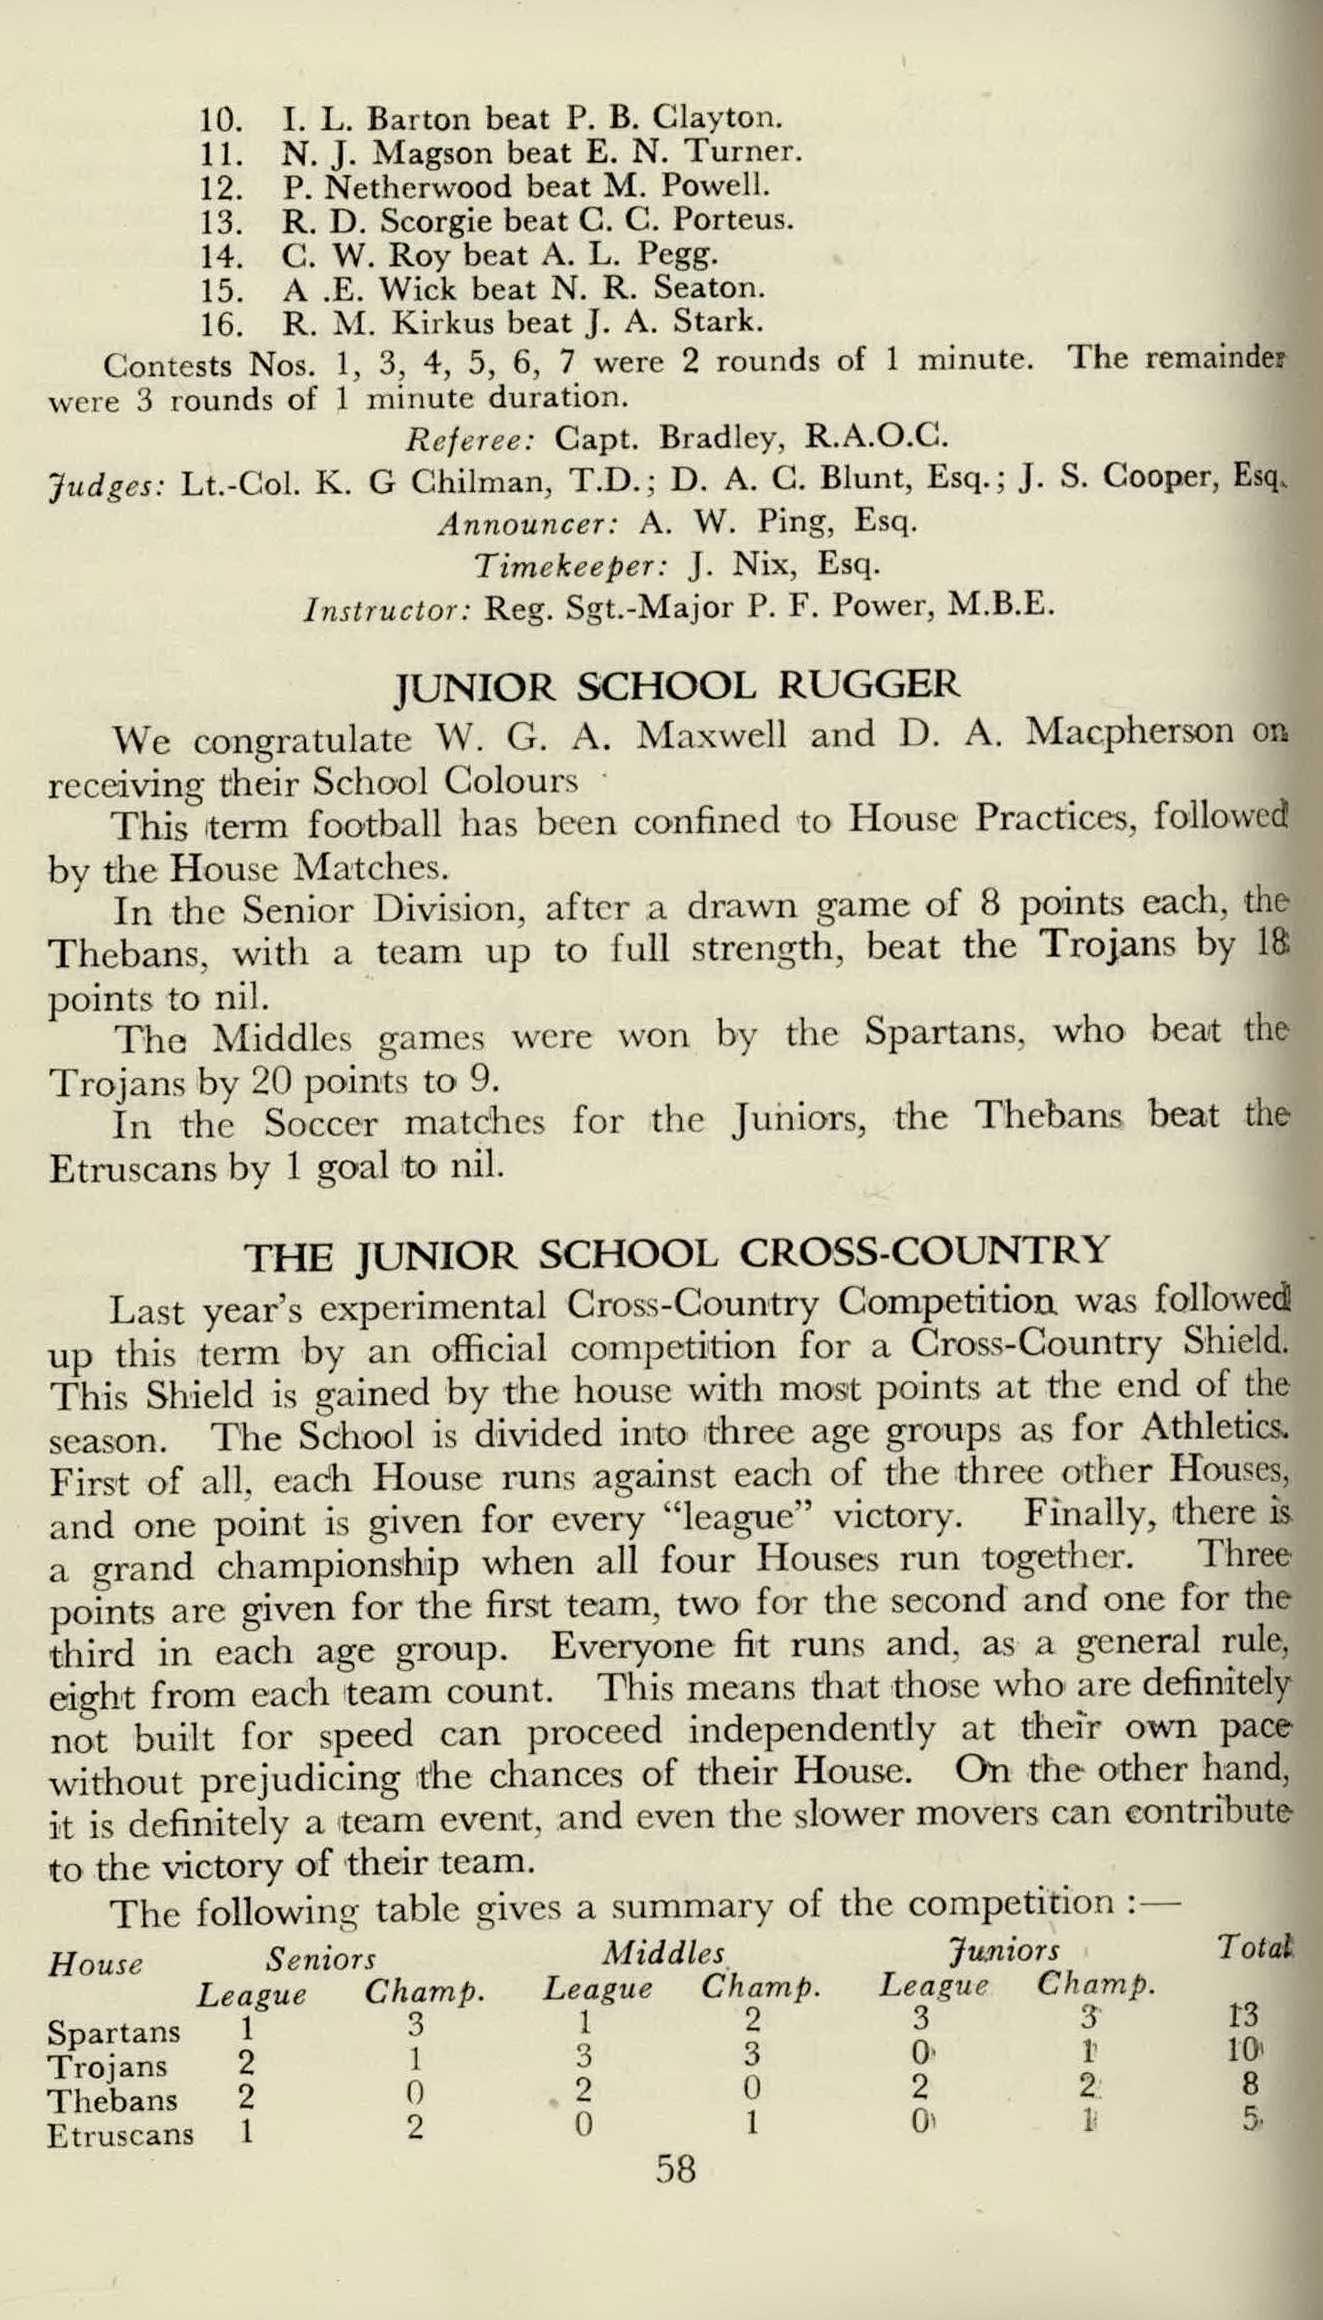 10. I. L. Barton beat P. B. Clayton.
11. N. J. Magson beat E. N. Turner.
12. P. Netherwood beat M. Powell.
13. R. D. Scorgie beat C. C. Porteus.
14. C. W. Roy beat A. L. Pegg.
15. A .E. Wick beat N. R. Seaton.
16. R. M. Kirkus beat J. A. Stark.
Contests Nos. 1, 3, 4, 5, 6, 7 were 2 rounds of 1 minute. The remainder
were 3 rounds of 1 minute duration.
Referee: Capt. Bradley, R.A.O.C.
Judges: Lt.-Col. K. G Chilman, T.D.; D. A. C. Blunt, Esq.; J. S. Cooper, Esq.
Announcer: A. W. Ping, Esq.
Timekeeper: J. Nix, Esq.
Instructor: Reg. Sgt.-Major P. F. Power, M.B.E.
JUNIOR SCHOOL RUGGER
We congratulate W. G. A. Maxwell and D. A. Macpherson on
receiving their School Colours
This term football has been confined to House Practices, followed
by the House Matches.
In the Senior Division, after a drawn game of 8 points each, the
Thebans, with a team up to full strength, beat the Trojans by 18
points to nil.
The Middles games were won by the Spartans, who beat the
Trojans by 20 points to 9.
In the Soccer matches for the Juniors, the Thebans beat the
Etruscans by 1 goal to nil.
THE JUNIOR SCHOOL CROSS-COUNTRY
Last year's experimental Cross-Country Competition was followed
up this term by an official competition for a Cross-Country Shield.
This Shield is gained by the house with most points at the end of the
season. The School is divided into three age groups as for Athletics.
First of all, each House runs against each of the three other Houses,
and one point is given for every "league" victory. Finally, there is
a grand championship when all four Houses run together. Three
points are given for the first team, two for the second and one for the
third in each age group. Everyone fit runs and, as a general rule,
eight from each team count. This means that those who are definitely
not built for speed can proceed independently at their own pace
without prejudicing the chances of their House. On the other hand,
it is definitely a team event, and even the slower movers can contribute
to the victory of their team.
The following table gives a summary of the competition :—
House Seniors Middles Juniors Total
League Champ. League Champ. League Champ.
Spartans 1 3 1 2 3 3 13
Trojans 2 1 3 3 0 1 10
Thebans 2 0 2 0 2 2 8
Etruscans 1 2 0 1 0 1 5
58